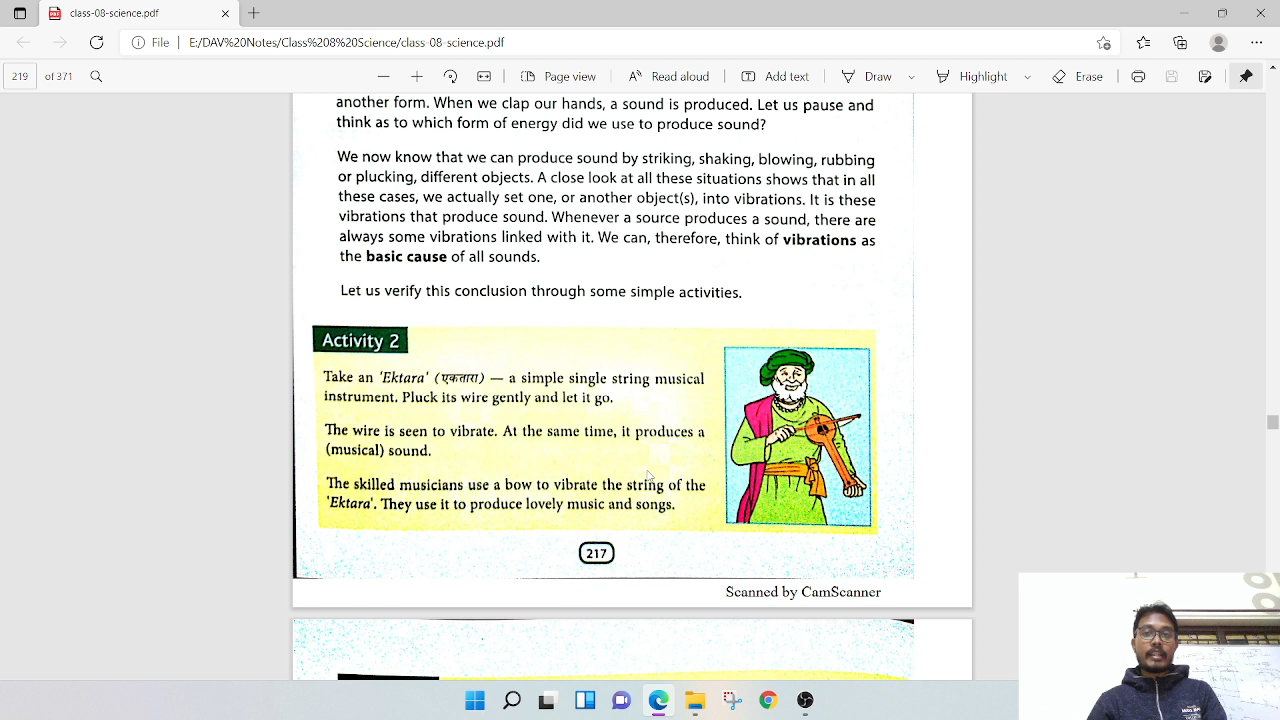 class-08-science.pdf
File | E:/DAV%20Notes/Class%208%20Science/class-08-science.pdf
219 of 371 Page view Read aloud Add text Draw Highlight Erase
another form. When we clap our hands, a sound is produced. Let us pause and
think as to which form of energy did we use to produce sound?
We now know that we can produce sound by striking, shaking, blowing, rubbing
or plucking, different objects. A close look at all these situations shows that in all
these cases, we actually set one, or another object(s), into vibrations. It is these
vibrations that produce sound. Whenever a source produces a sound, there are
always some vibrations linked with it. We can, therefore, think of vibrations as
the basic cause of all sounds.
Let us verify this conclusion through some simple activities.
Activity 2
Take an 'Ektara' (एकतारा) — a simple single string musical
instrument. Pluck its wire gently and let it go.
The wire is seen to vibrate. At the same time, it produces a
(musical) sound.
The skilled musicians use a bow to vibrate the string of the
'Ektara'. They use it to produce lovely music and songs.
217
Scanned by CamScanner